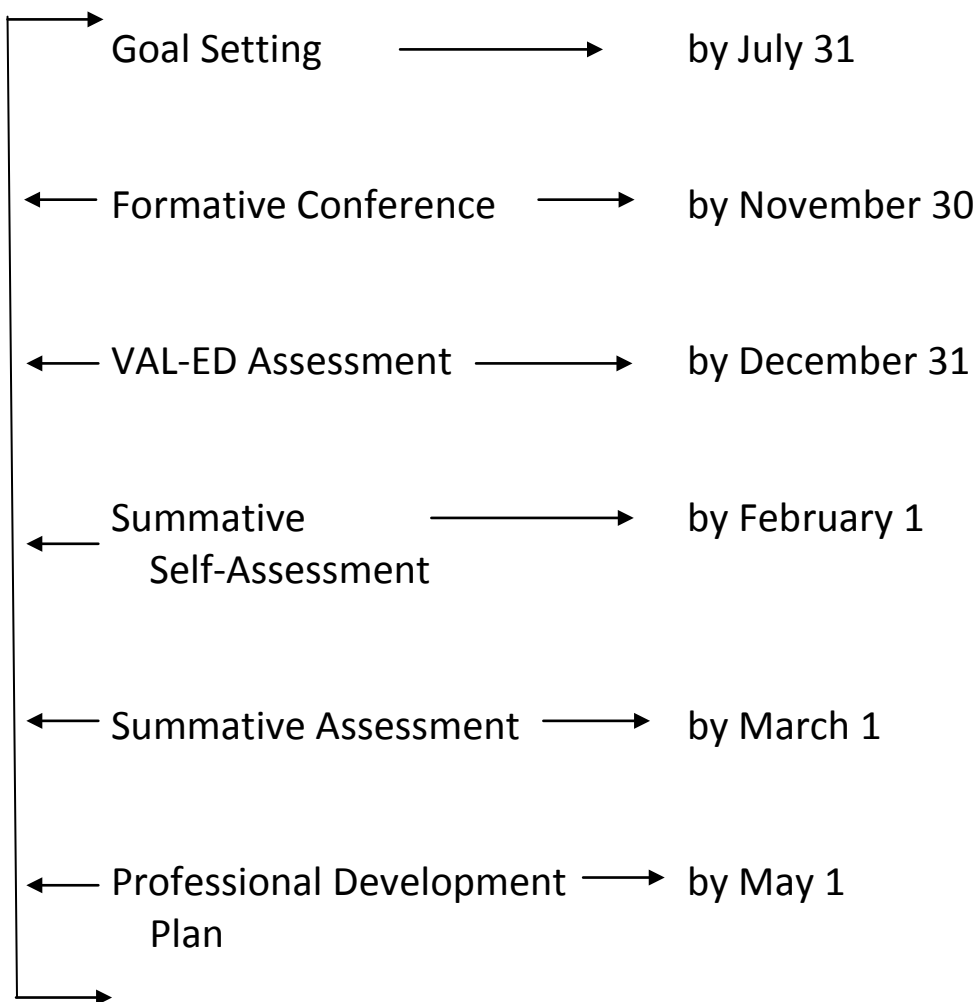 Goal Setting by July 31
Formative Conference by November 30
VAL-ED Assessment by December 31
Summative by February 1
Self-Assessment
Summative Assessment by March 1
Professional Development by May 1
Plan